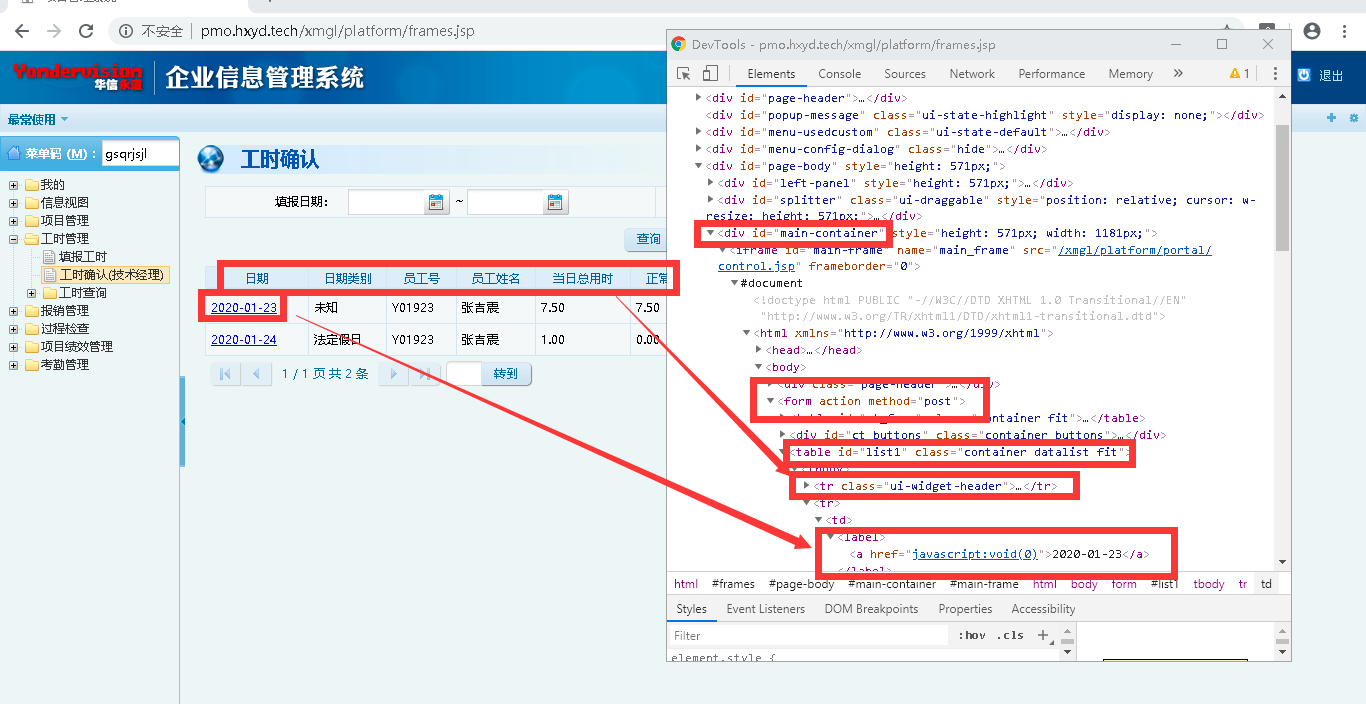 不安全 pmo.hxyd.tech/xmgl/platform/frames.jsp
Yondervision
华信永道
企业信息管理系统
退出
最常使用
菜单码 (M)： gsqrjsjl
我的
信息视图
项目管理
工时管理
填报工时
工时确认(技术经理)
工时查询
报销管理
过程检查
项目绩效管理
考勤管理
工时确认
填报日期： ~
查询
日期 日期类别 员工号 员工姓名 当日总用时 正常
2020-01-23 未知 Y01923 张吉震 7.50 7.50
2020-01-24 法定假日 Y01923 张吉震 1.00 0.00
1 / 1 页 共 2 条 转到
DevTools - pmo.hxyd.tech/xmgl/platform/frames.jsp
Elements Console Sources Network Performance Memory » 1
<div id="page-header">…</div>
<div id="popup-message" class="ui-state-highlight" style="display: none;"></div>
<div id="menu-usedcustom" class="ui-state-default">…</div>
<div id="menu-config-dialog" class="hide">…</div>
<div id="page-body" style="height: 571px;">
<div id="left-panel" style="height: 571px;">…</div>
<div id="splitter" class="ui-draggable" style="position: relative; cursor: w-
resize; height: 571px;">…</div>
<div id="main-container" style="height: 571px; width: 1181px;">
<iframe id="main-frame" name="main_frame" src="/xmgl/platform/portal/
control.jsp" frameborder="0">
#document
<!doctype html PUBLIC "-//W3C//DTD XHTML 1.0 Transitional//EN"
"http://www.w3.org/TR/xhtml1/DTD/xhtml1-transitional.dtd">
<html xmlns="http://www.w3.org/1999/xhtml">
<head>…</head>
<body>
<div class="page-header">…</div>
<form action method="post">
container fit">…</table>
<div id="ct_buttons" class="container buttons">…</div>
<table id="list1" class="container datalist fit">
<tbody>
<tr class="ui-widget-header">…</tr>
<tr>
<td>
<label>
<a href="javascript:void(0)">2020-01-23</a>
</label>
html #frames #page-body #main-container #main-frame html body form #list1 tbody tr td
Styles Event Listeners DOM Breakpoints Properties Accessibility
Filter :hov .cls +
element.style {